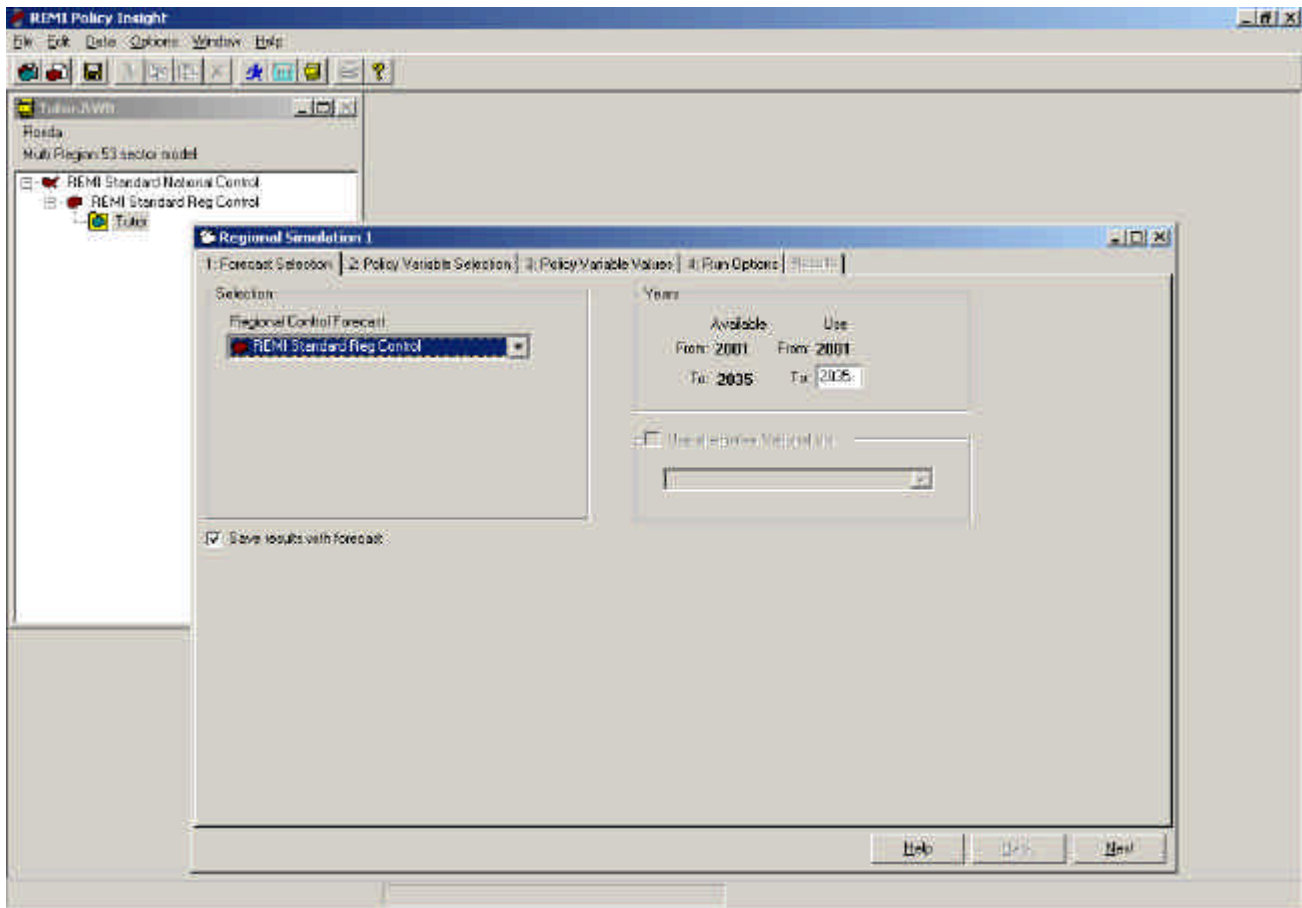 REMI Policy Insight
File Edit Data Options Window Help
Florida
Multi Region 53 sector model
REMI Standard National Control
REMI Standard Reg Control
Tutor
Regional Simulation 1
1: Forecast Selection 2: Policy Variable Selection 3: Policy Variable Values 4: Run Options Results
Selection
Regional Control Forecast
REMI Standard Reg Control
Years
Available Use
From: 2001 From: 2001
To: 2035 To: 2035
Save results with forecast
Help Back Next